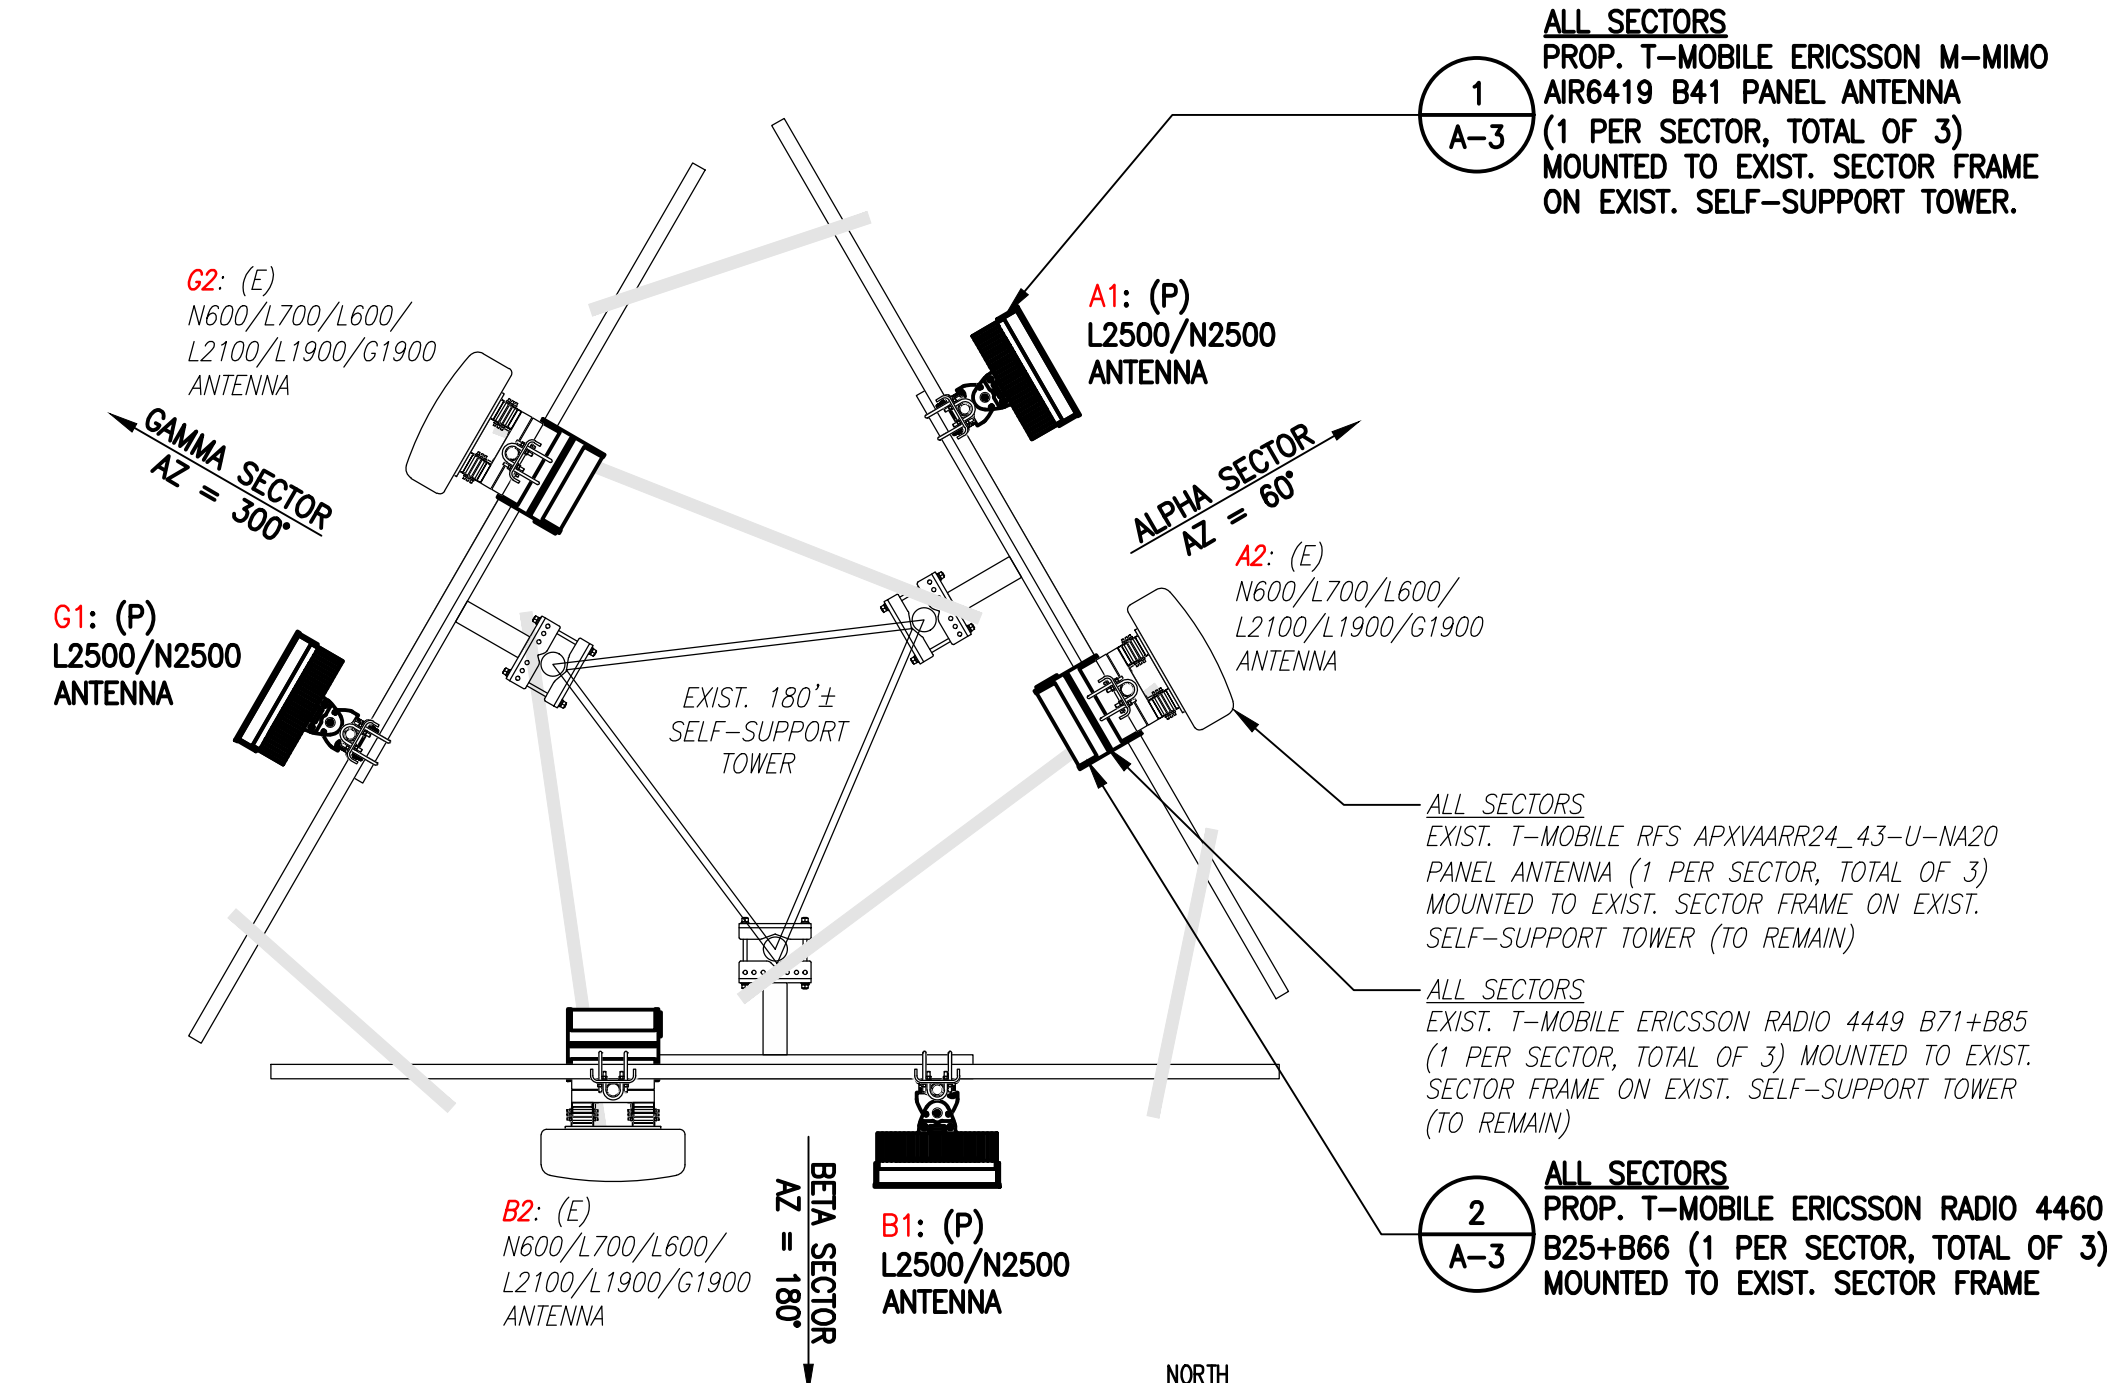 ALL SECTORS
PROP. T-MOBILE ERICSSON M-MIMO
AIR6419 B41 PANEL ANTENNA
(1 PER SECTOR, TOTAL OF 3)
MOUNTED TO EXIST. SECTOR FRAME
ON EXIST. SELF-SUPPORT TOWER.
1
A-3
G2: (E)
N600/L700/L600/
L2100/L1900/G1900
ANTENNA
A1: (P)
L2500/N2500
ANTENNA
GAMMA SECTOR
AZ = 300°
ALPHA SECTOR
AZ = 60°
A2: (E)
N600/L700/L600/
L2100/L1900/G1900
ANTENNA
G1: (P)
L2500/N2500
ANTENNA
EXIST. 180'±
SELF-SUPPORT
TOWER
ALL SECTORS
EXIST. T-MOBILE RFS APXVAARR24_43-U-NA20
PANEL ANTENNA (1 PER SECTOR, TOTAL OF 3)
MOUNTED TO EXIST. SECTOR FRAME ON EXIST.
SELF-SUPPORT TOWER (TO REMAIN)
ALL SECTORS
EXIST. T-MOBILE ERICSSON RADIO 4449 B71+B85
(1 PER SECTOR, TOTAL OF 3) MOUNTED TO EXIST.
SECTOR FRAME ON EXIST. SELF-SUPPORT TOWER
(TO REMAIN)
ALL SECTORS
PROP. T-MOBILE ERICSSON RADIO 4460
B25+B66 (1 PER SECTOR, TOTAL OF 3)
MOUNTED TO EXIST. SECTOR FRAME
2
A-3
B2: (E)
N600/L700/L600/
L2100/L1900/G1900
ANTENNA
BETA SECTOR
AZ = 180°
B1: (P)
L2500/N2500
ANTENNA
NORTH